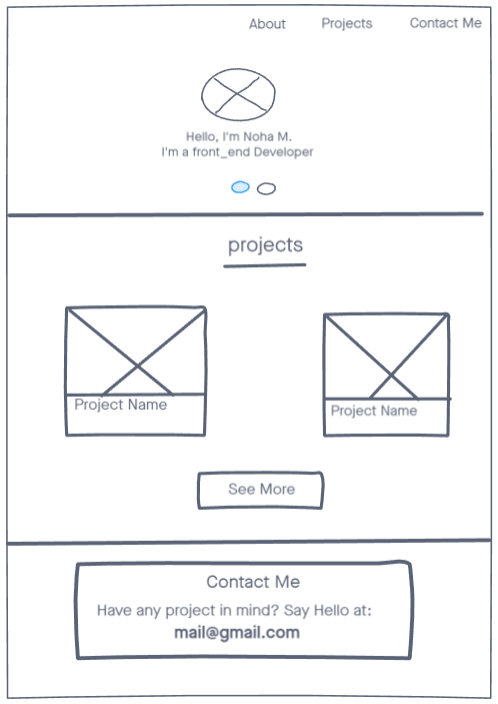 About Projects Contact Me
Hello, I'm Noha M.
I'm a front_end Developer
projects
Project Name
Project Name
See More
Contact Me
Have any project in mind? Say Hello at:
mail@gmail.com